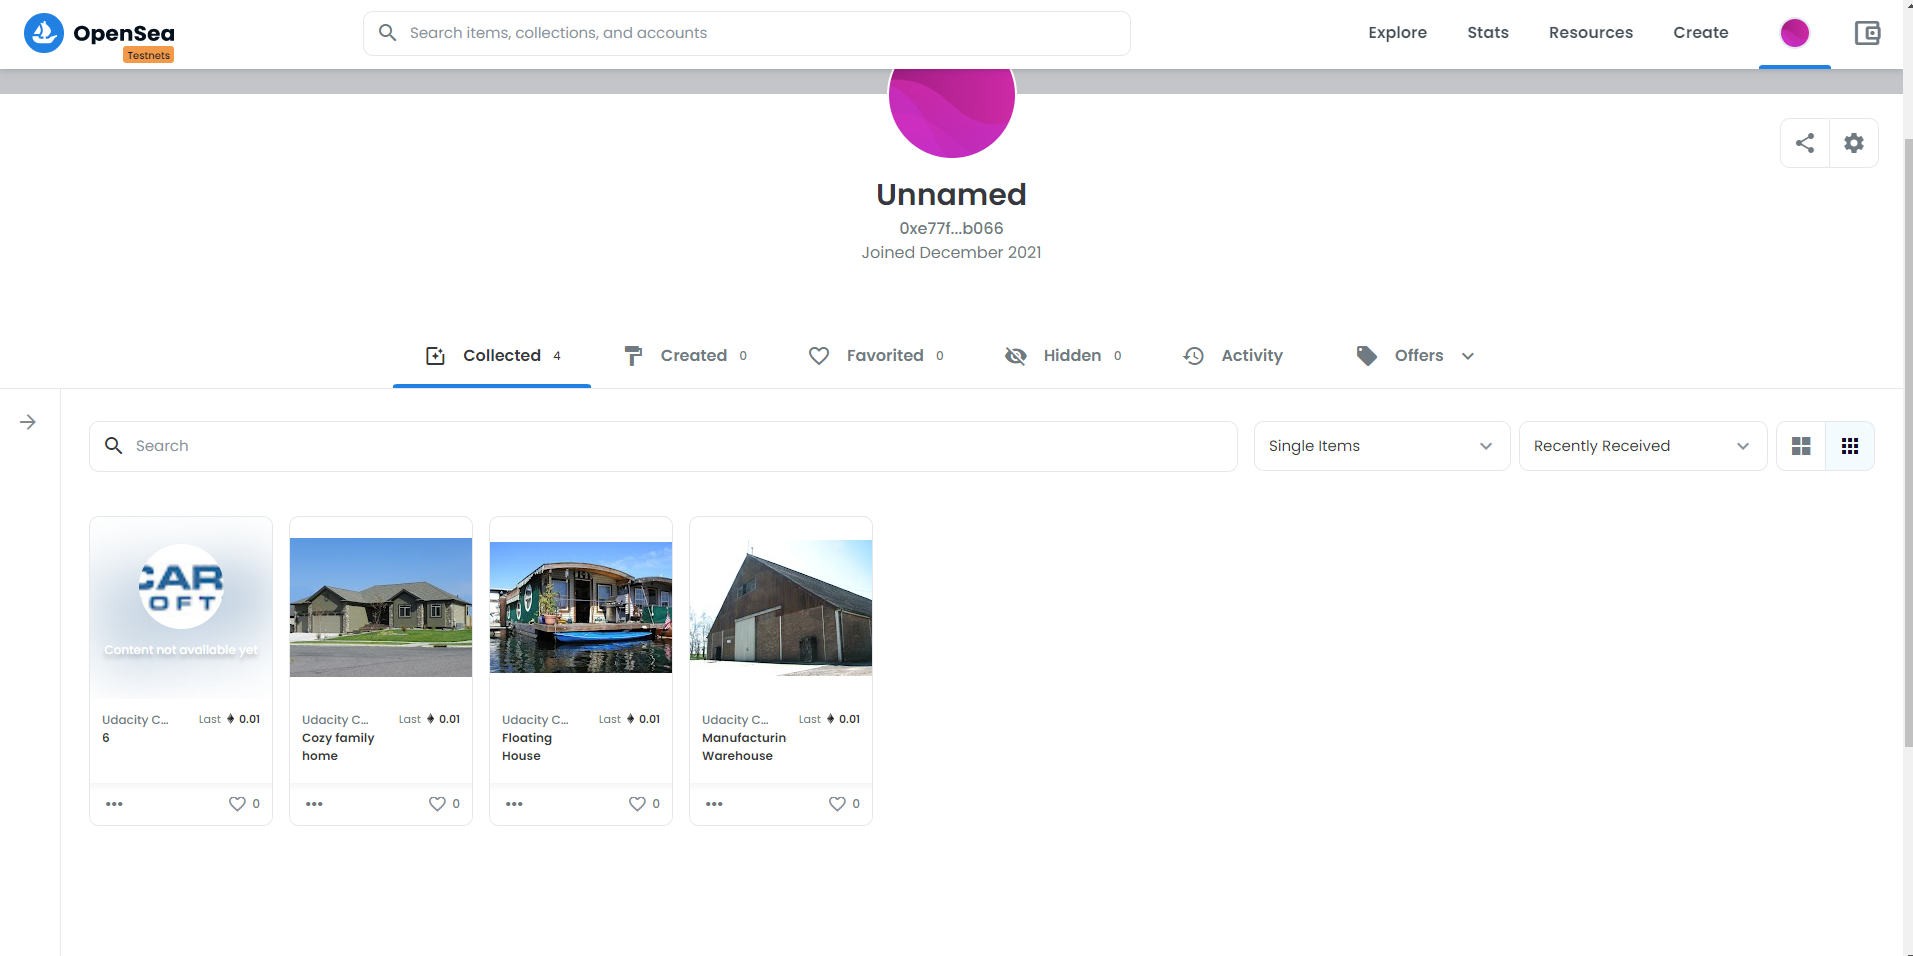 OpenSea
Testnets
Search items, collections, and accounts
Explore
Stats
Resources
Create
Unnamed
0xe77f...b066
Joined December 2021
Collected 4
Created 0
Favorited 0
Hidden 0
Activity
Offers
Search
Single Items
Recently Received
CAR
OFT
Content not available yet
Udacity C... Last 0.01
6
0
Udacity C... Last 0.01
Cozy family
home
0
Udacity C... Last 0.01
Floating
House
0
Udacity C... Last 0.01
Manufacturin
Warehouse
0